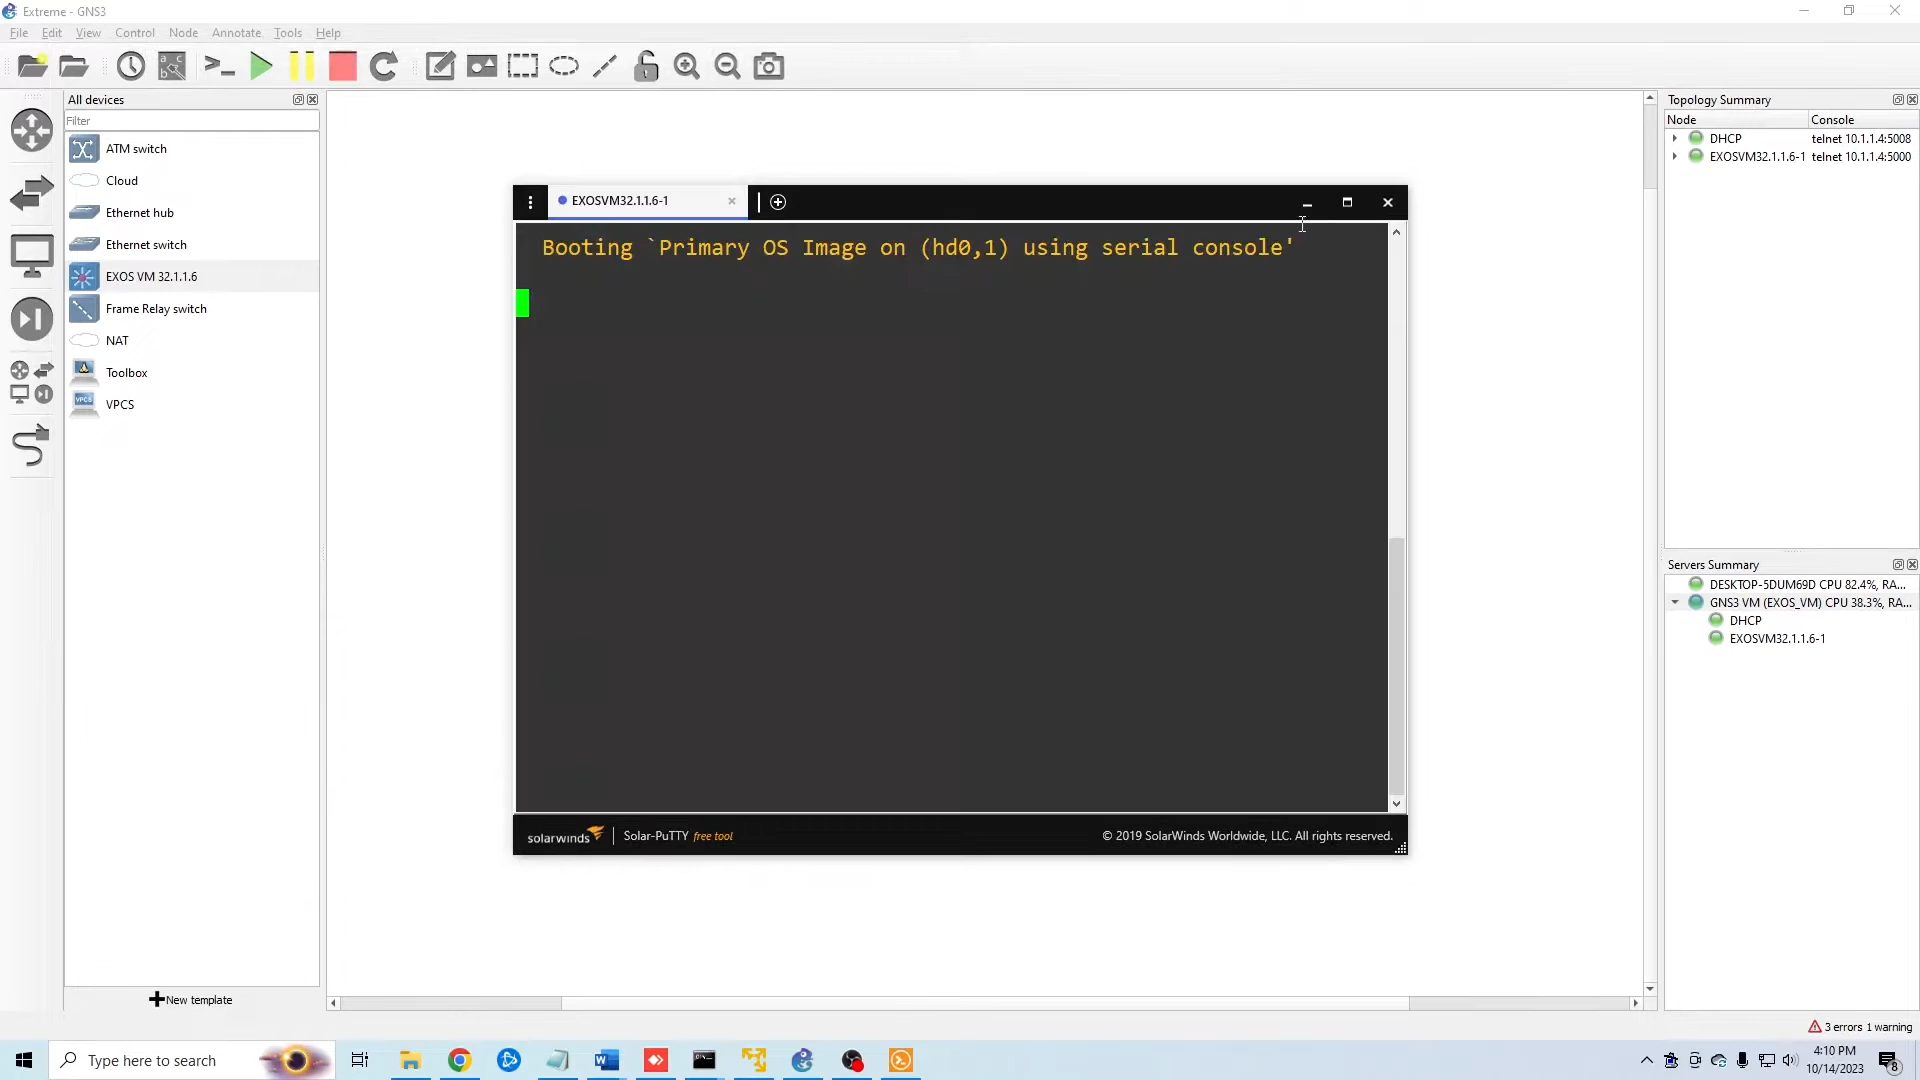 Extreme - GNS3
File Edit View Control Node Annotate Tools Help
All devices
Filter
ATM switch
Cloud
Ethernet hub
Ethernet switch
EXOS VM 32.1.1.6
Frame Relay switch
NAT
Toolbox
VPCS
New template
EXOSVM32.1.1.6-1
Booting `Primary OS Image on (hd0,1) using serial console'
solarwinds Solar-PuTTY free tool © 2019 SolarWinds Worldwide, LLC. All rights reserved.
Topology Summary
Node Console
DHCP telnet 10.1.1.4:5008
EXOSVM32.1.1.6-1 telnet 10.1.1.4:5000
Servers Summary
DESKTOP-5DUM69D CPU 82.4%, RA...
GNS3 VM (EXOS_VM) CPU 38.3%, RA...
DHCP
EXOSVM32.1.1.6-1
3 errors 1 warning
Type here to search
4:10 PM
10/14/2023
8